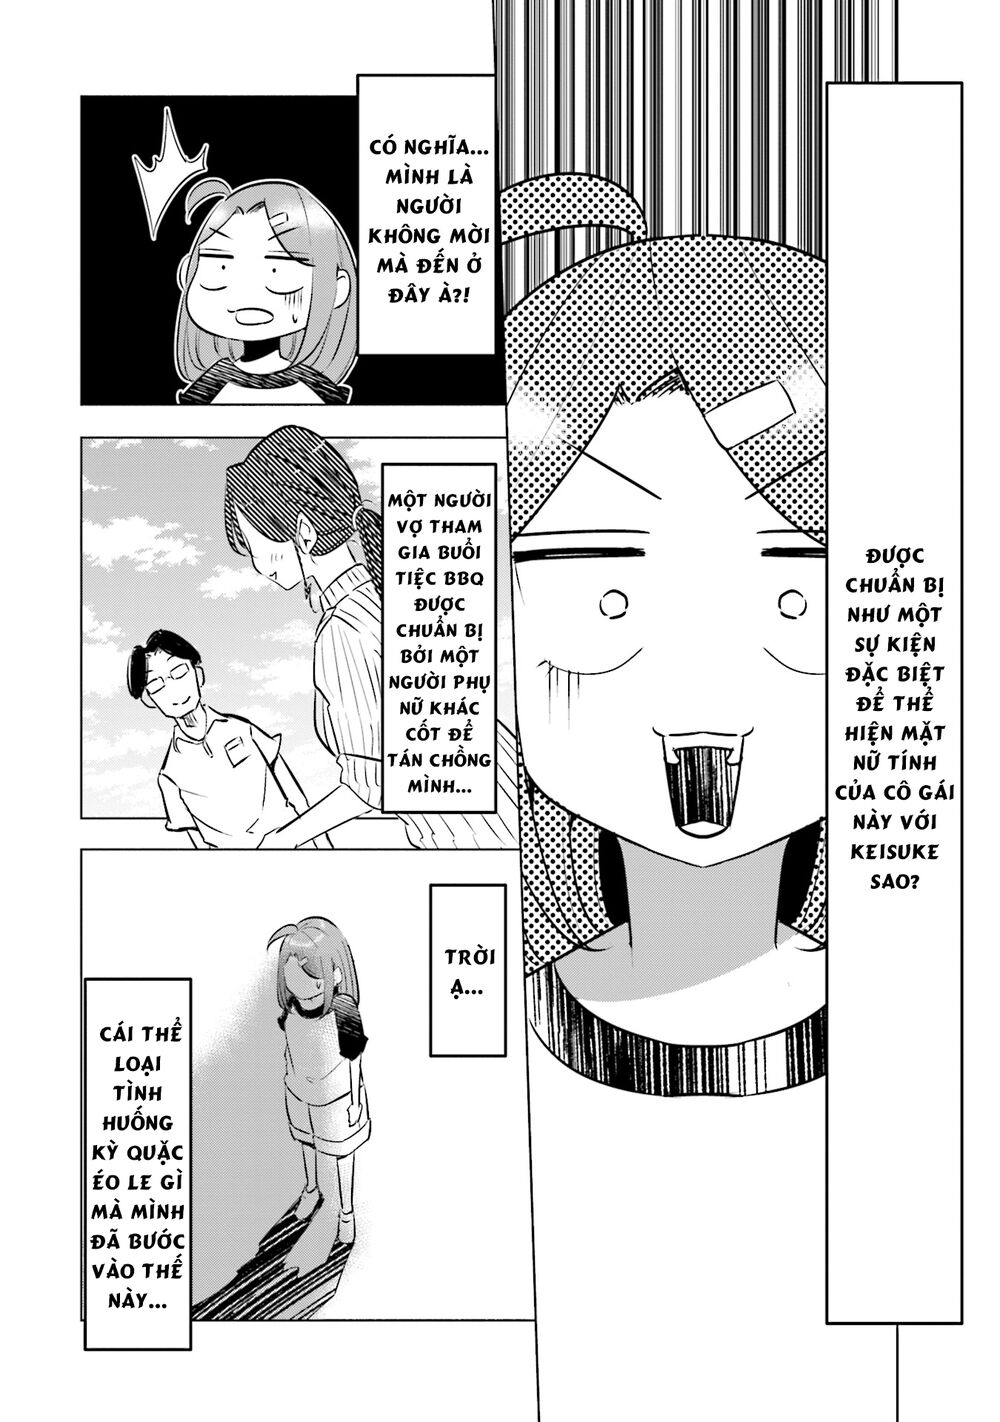 ĐƯỢC
CHUẨN BỊ
NHƯ MỘT
SỰ KIỆN
ĐẶC BIỆT
ĐỂ THỂ
HIỆN MẶT
NỮ TÍNH
CỦA CÔ GÁI
NÀY VỚI
KEISUKE
SAO?
CÓ NGHĨA...
MÌNH LÀ
NGƯỜI
KHÔNG MỜI
MÀ ĐẾN Ở
ĐÂY À?!
MỘT NGƯỜI
VỢ THAM
GIA BUỔI
TIỆC BBQ
ĐƯỢC
CHUẨN BỊ
BỞI MỘT
NGƯỜI PHỤ
NỮ KHÁC
CỐT ĐỂ
TÁN CHỒNG
MÌNH...
TRỜI
Ạ...
CÁI THỂ
LOẠI
TÌNH
HUỐNG
KỲ QUẶC
ÉO LE GÌ
MÀ MÌNH
ĐÃ BƯỚC
VÀO THẾ
NÀY...